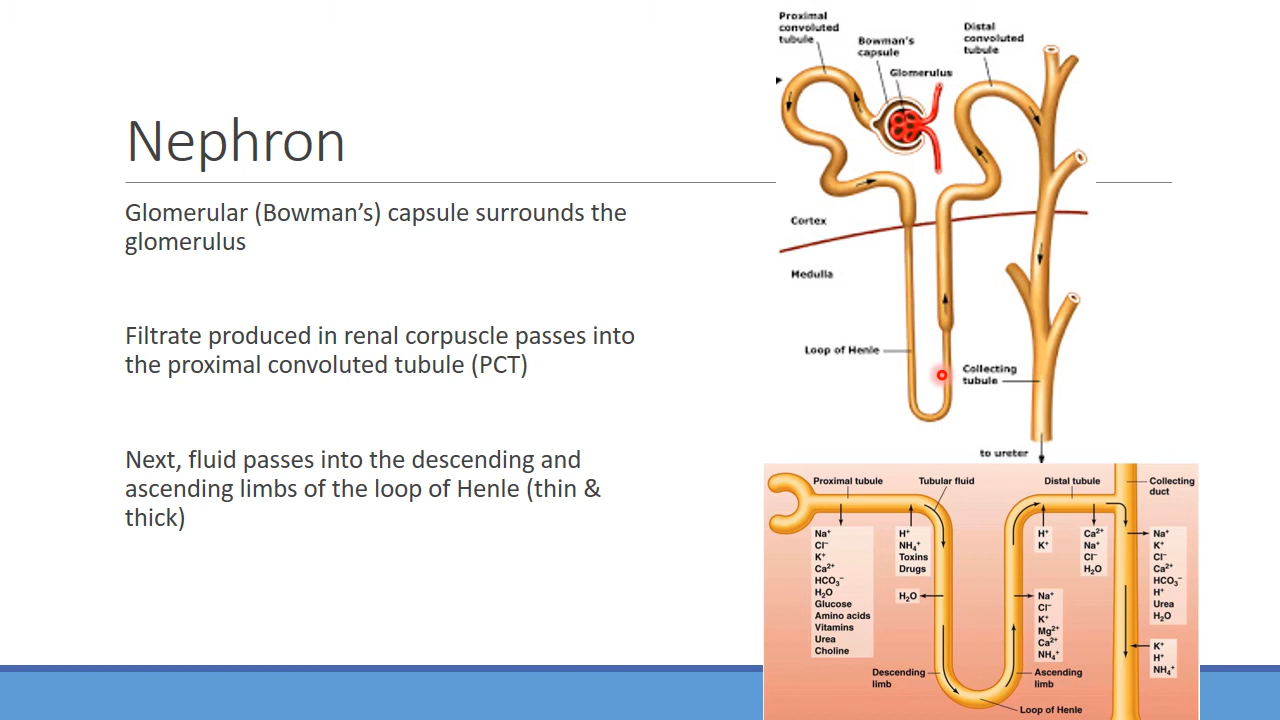 Nephron
Glomerular (Bowman’s) capsule surrounds the
glomerulus
Filtrate produced in renal corpuscle passes into
the proximal convoluted tubule (PCT)
Next, fluid passes into the descending and
ascending limbs of the loop of Henle (thin &
thick)
Proximal
convoluted
tubule
Bowman's
capsule
Glomerulus
Distal
convoluted
tubule
Cortex
Medulla
Loop of Henle
Collecting
tubule
to ureter
Proximal tubule
Tubular fluid
Distal tubule
Collecting
duct
Na⁺
Cl⁻
K⁺
Ca²⁺
HCO₃⁻
H₂O
Glucose
Amino acids
Vitamins
Urea
Choline
H⁺
NH₄⁺
Toxins
Drugs
H₂O
H⁺
K⁺
Ca²⁺
Na⁺
Cl⁻
H₂O
Na⁺
Cl⁻
K⁺
Mg²⁺
Ca²⁺
NH₄⁺
Na⁺
K⁺
Cl⁻
Ca²⁺
HCO₃⁻
H⁺
Urea
H₂O
K⁺
H⁺
NH₄⁺
Descending
limb
Ascending
limb
Loop of Henle